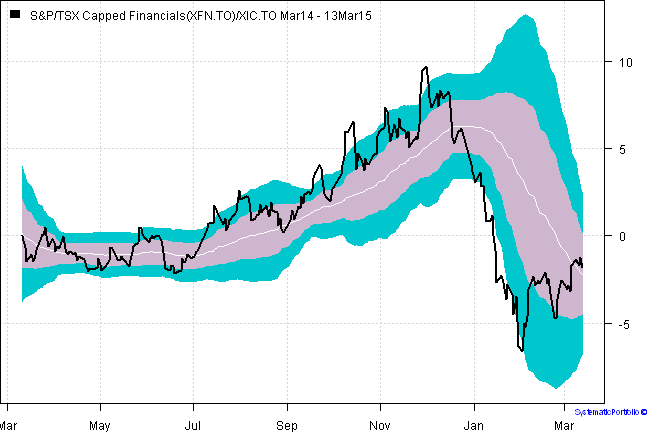 S&P/TSX Capped Financials(XFN.TO)/XIC.TO Mar14 - 13Mar15
10
5
0
-5
Mar May Jul Sep Nov Jan Mar
SystematicPortfolio ©